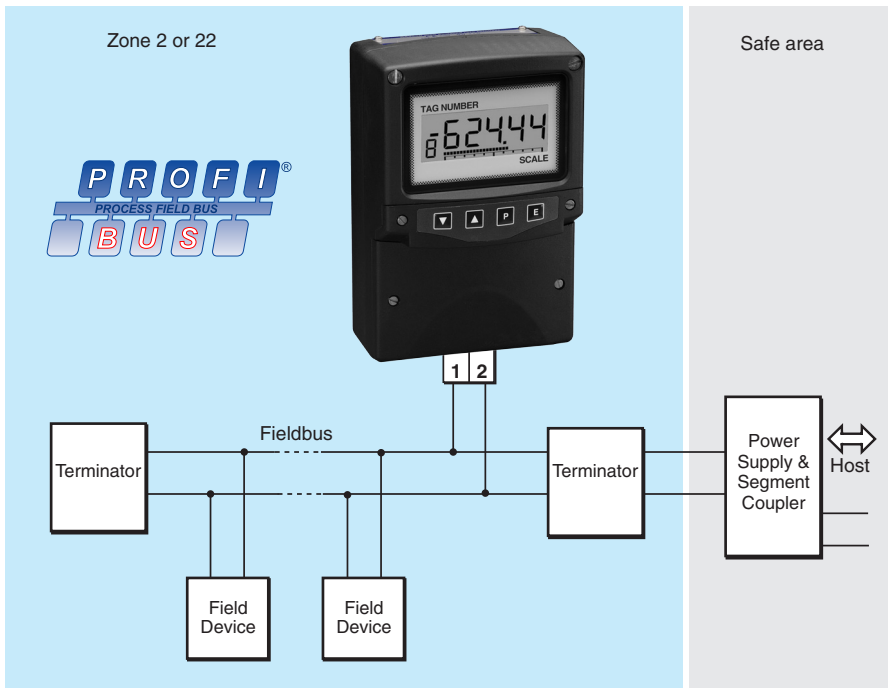 Zone 2 or 22
Safe area
TAG NUMBER
8
-624.44
SCALE
PROFI®
PROCESS FIELD BUS
BUS
P
E
1 2
Fieldbus
Terminator
Terminator
Power
Supply &
Segment
Coupler
Host
Field
Device
Field
Device